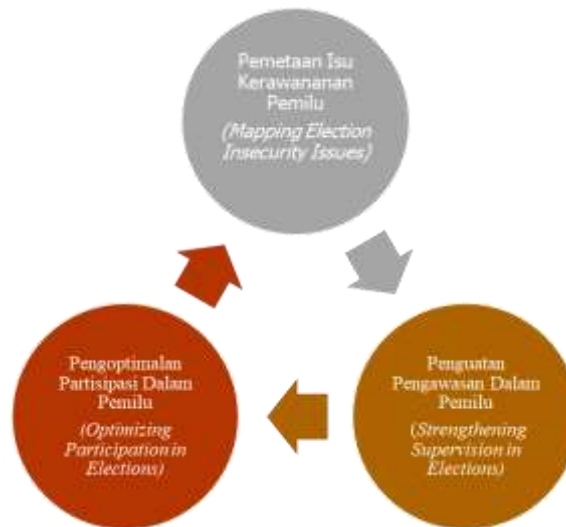 Pemetaan Isu
Kerawananan
Pemilu
(Mapping Election
Insecurity Issues)
Penguatan
Pengawasan Dalam
Pemilu
(Strengthening
Supervision in
Elections)
Pengoptimalan
Partisipasi Dalam
Pemilu
(Optimizing
Participation in
Elections)